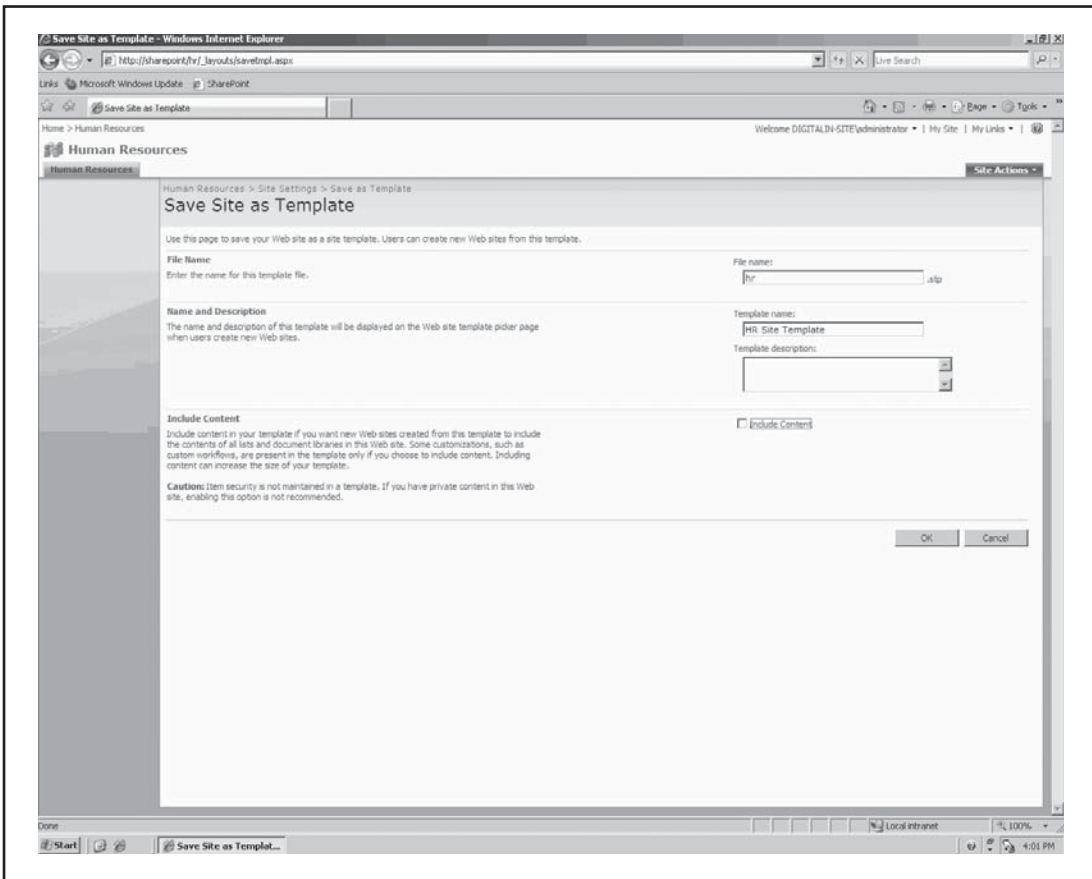 Save Site as Template - Windows Internet Explorer
http://sharepoint/hr/_layouts/savetmpl.aspx
Live Search
Links Microsoft Windows Update SharePoint
Save Site as Template
Page Tools
Home > Human Resources
Welcome DIGITALIN-SITE\administrator | My Site | My Links |
Human Resources
Human Resources
Site Actions
Human Resources > Site Settings > Save as Template
Save Site as Template
Use this page to save your Web site as a site template. Users can create new Web sites from this template.
File Name
Enter the name for this template file.
File name:
hr .stp
Name and Description
The name and description of this template will be displayed on the Web site template picker page
when users create new Web sites.
Template name:
HR Site Template
Template description:
Include Content
Include content in your template if you want new Web sites created from this template to include
the contents of all lists and document libraries in this Web site. Some customizations, such as
custom workflows, are present in the template only if you choose to include content. Including
content can increase the size of your template.
Caution: Item security is not maintained in a template. If you have private content in this Web
site, enabling this option is not recommended.
Include Content
OK Cancel
Done
Local intranet
100%
Start
Save Site as Templat...
4:01 PM